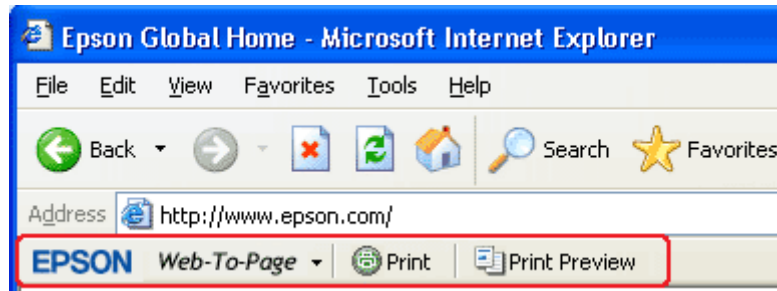 Epson Global Home - Microsoft Internet Explorer
File Edit View Favorites Tools Help
Back Search Favorites
Address http://www.epson.com/
EPSON Web-To-Page Print Print Preview